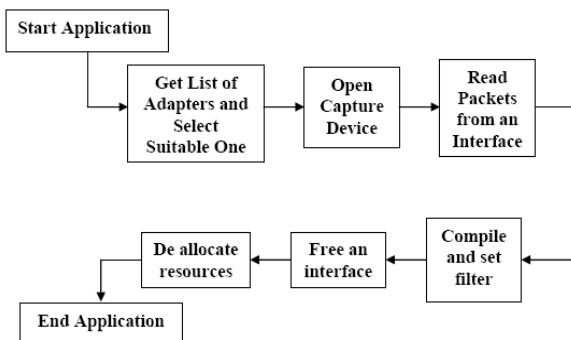 Start Application
Get List of
Adapters and
Select
Suitable One
Open
Capture
Device
Read
Packets
from an
Interface
Compile
and set
filter
Free an
interface
De allocate
resources
End Application